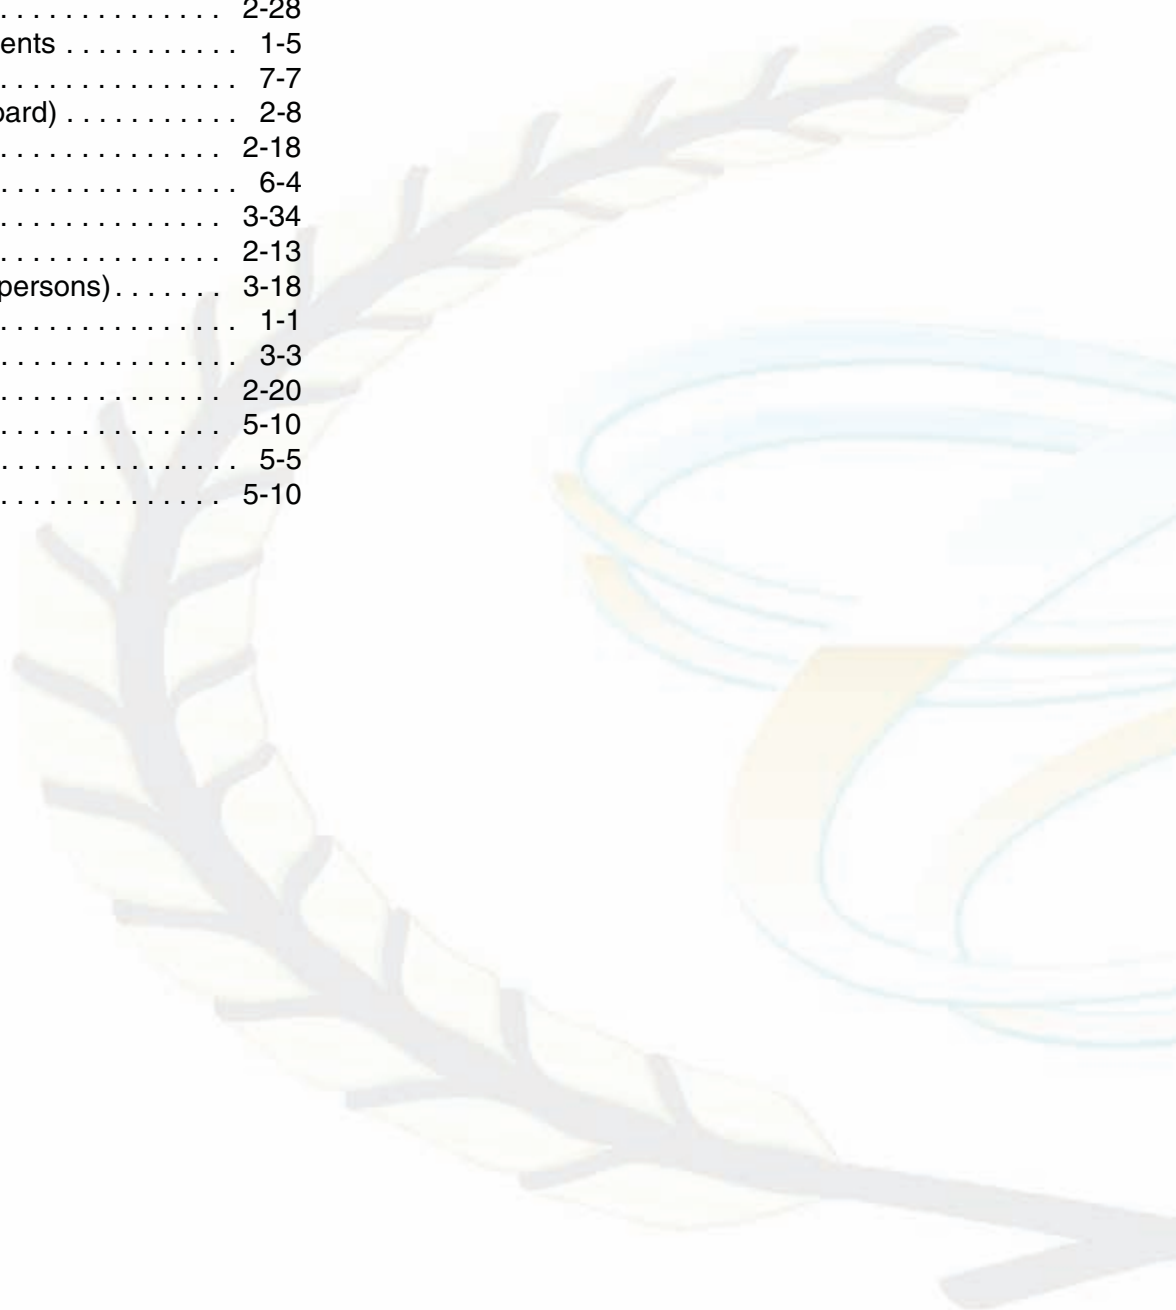 . . . . . . . . . . . . . . 2-28
ents . . . . . . . . . . . 1-5
. . . . . . . . . . . . . . . 7-7
oard) . . . . . . . . . . . 2-8
. . . . . . . . . . . . . . 2-18
. . . . . . . . . . . . . . . 6-4
. . . . . . . . . . . . . . 3-34
. . . . . . . . . . . . . . 2-13
persons) . . . . . . . 3-18
. . . . . . . . . . . . . . . 1-1
. . . . . . . . . . . . . . . 3-3
. . . . . . . . . . . . . . 2-20
. . . . . . . . . . . . . . 5-10
. . . . . . . . . . . . . . . 5-5
. . . . . . . . . . . . . . 5-10